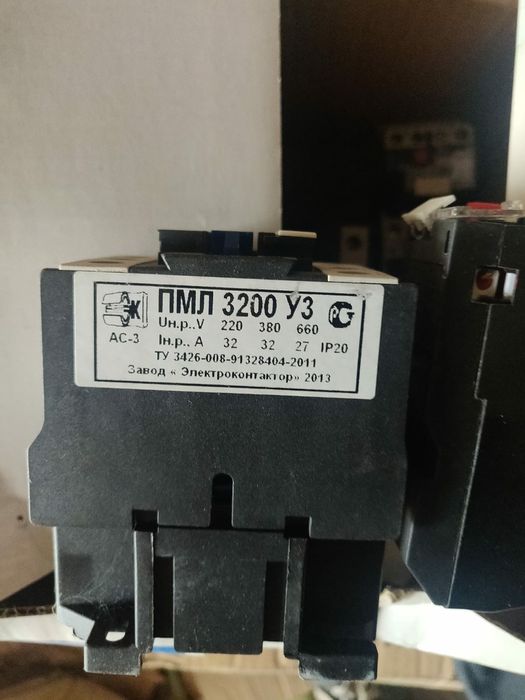 ПМЛ 3200 У3
К
Uн.р.,V 220 380 660
АС-3
Iн.р., А 32 32 27 IP20
ТУ 3426-008-91328404-2011
Завод « Электроконтактор» 2013